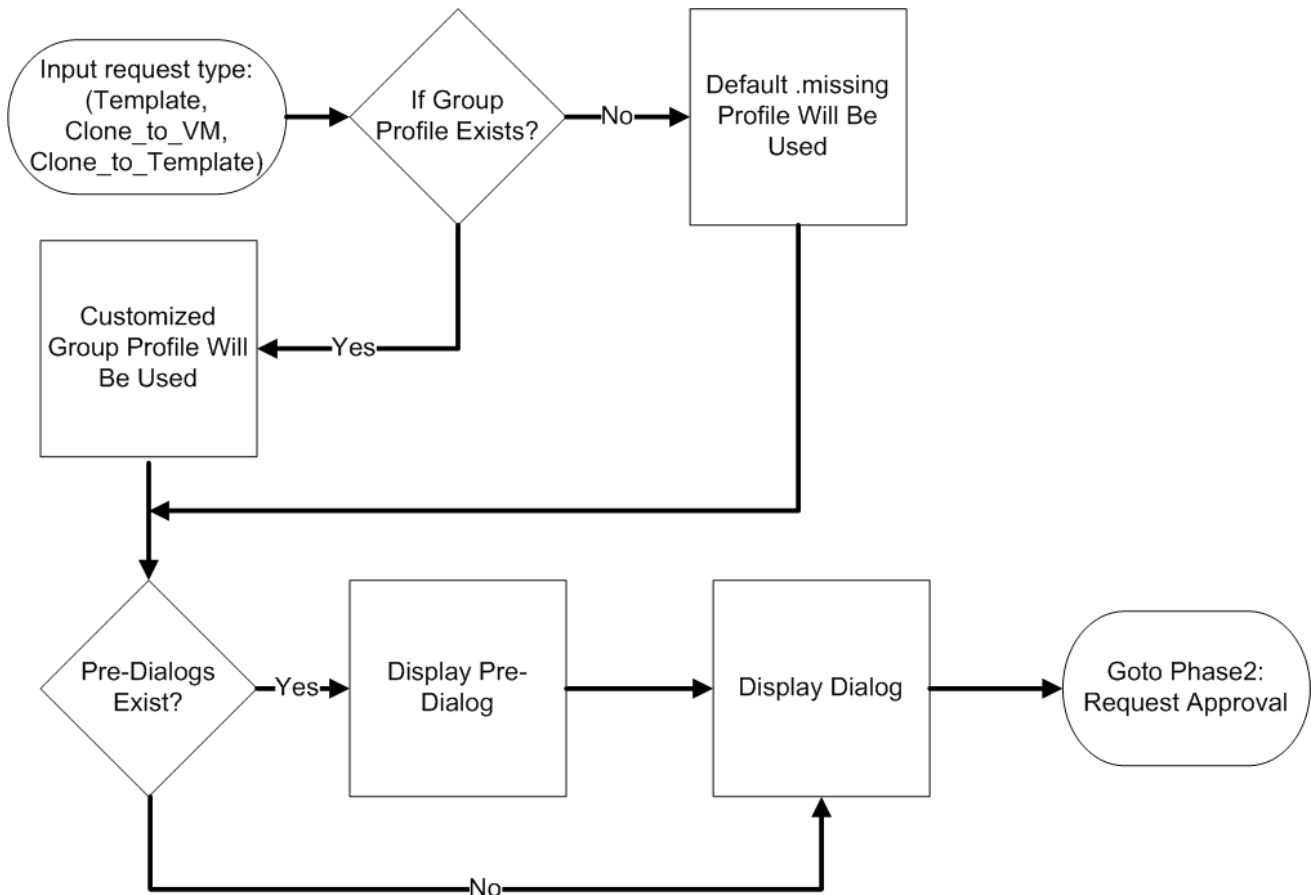 Input request type:
(Template,
Clone_to_VM,
Clone_to_Template)
If Group
Profile Exists?
No
Default .missing
Profile Will Be
Used
Customized
Group Profile Will
Be Used
Yes
Pre-Dialogs
Exist?
Yes
Display Pre-
Dialog
Display Dialog
Goto Phase2:
Request Approval
No